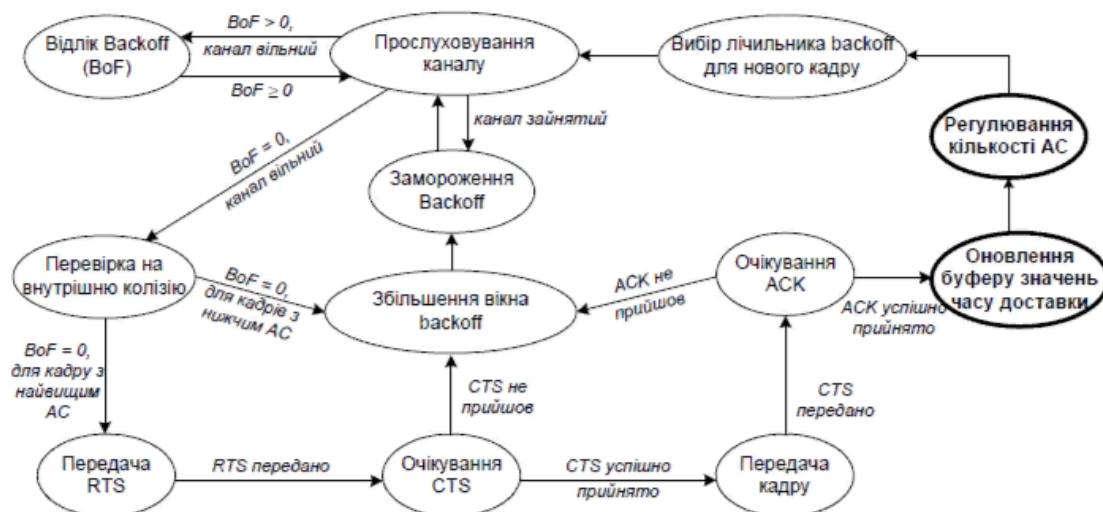 BoF > 0,
канал вільний
Відлік Backoff
(BoF)
BoF ≥ 0
Прослуховування
каналу
Вибір лічильника backoff
для нового кадру
канал зайнятий
Регулювання
кількості АС
BoF = 0,
канал вільний
Замороження
Backoff
Перевірка на
внутрішню колізію
BoF = 0,
для кадрів з
нижчим АС
Збільшення вікна
backoff
ACK не
прийшов
Очікування
ACK
ACK успішно
прийнято
Оновлення
буферу значень
часу доставки
BoF = 0,
для кадру з
найвищим
АС
CTS не
прийшов
CTS
передано
Передача
RTS
RTS передано
Очікування
CTS
CTS успішно
прийнято
Передача
кадру